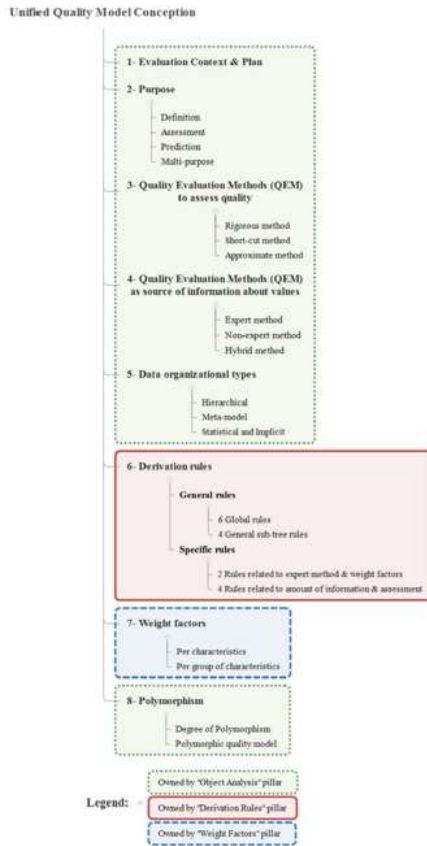 Unified Quality Model Conception
1- Evaluation Context & Plan
2- Purpose
Definition
Assessment
Prediction
Multi-purpose
3- Quality Evaluation Methods (QEM)
to assess quality
Rigorous method
Short-cut method
Approximate method
4- Quality Evaluation Methods (QEM)
as source of information about values
Expert method
Non-expert method
Hybrid method
5- Data organizational types
Hierarchical
Meta-model
Statistical and Implicit
6- Derivation rules
General rules
6 Global rules
4 General sub-tree rules
Specific rules
2 Rules related to expert method & weight factors
4 Rules related to amount of information & assessment
7- Weight factors
Per characteristics
Per group of characteristics
8- Polymorphism
Degree of Polymorphism
Polymorphic quality model
Legend:
Owned by "Object Analysis" pillar
Owned by "Derivation Rules" pillar
Owned by "Weight Factors" pillar